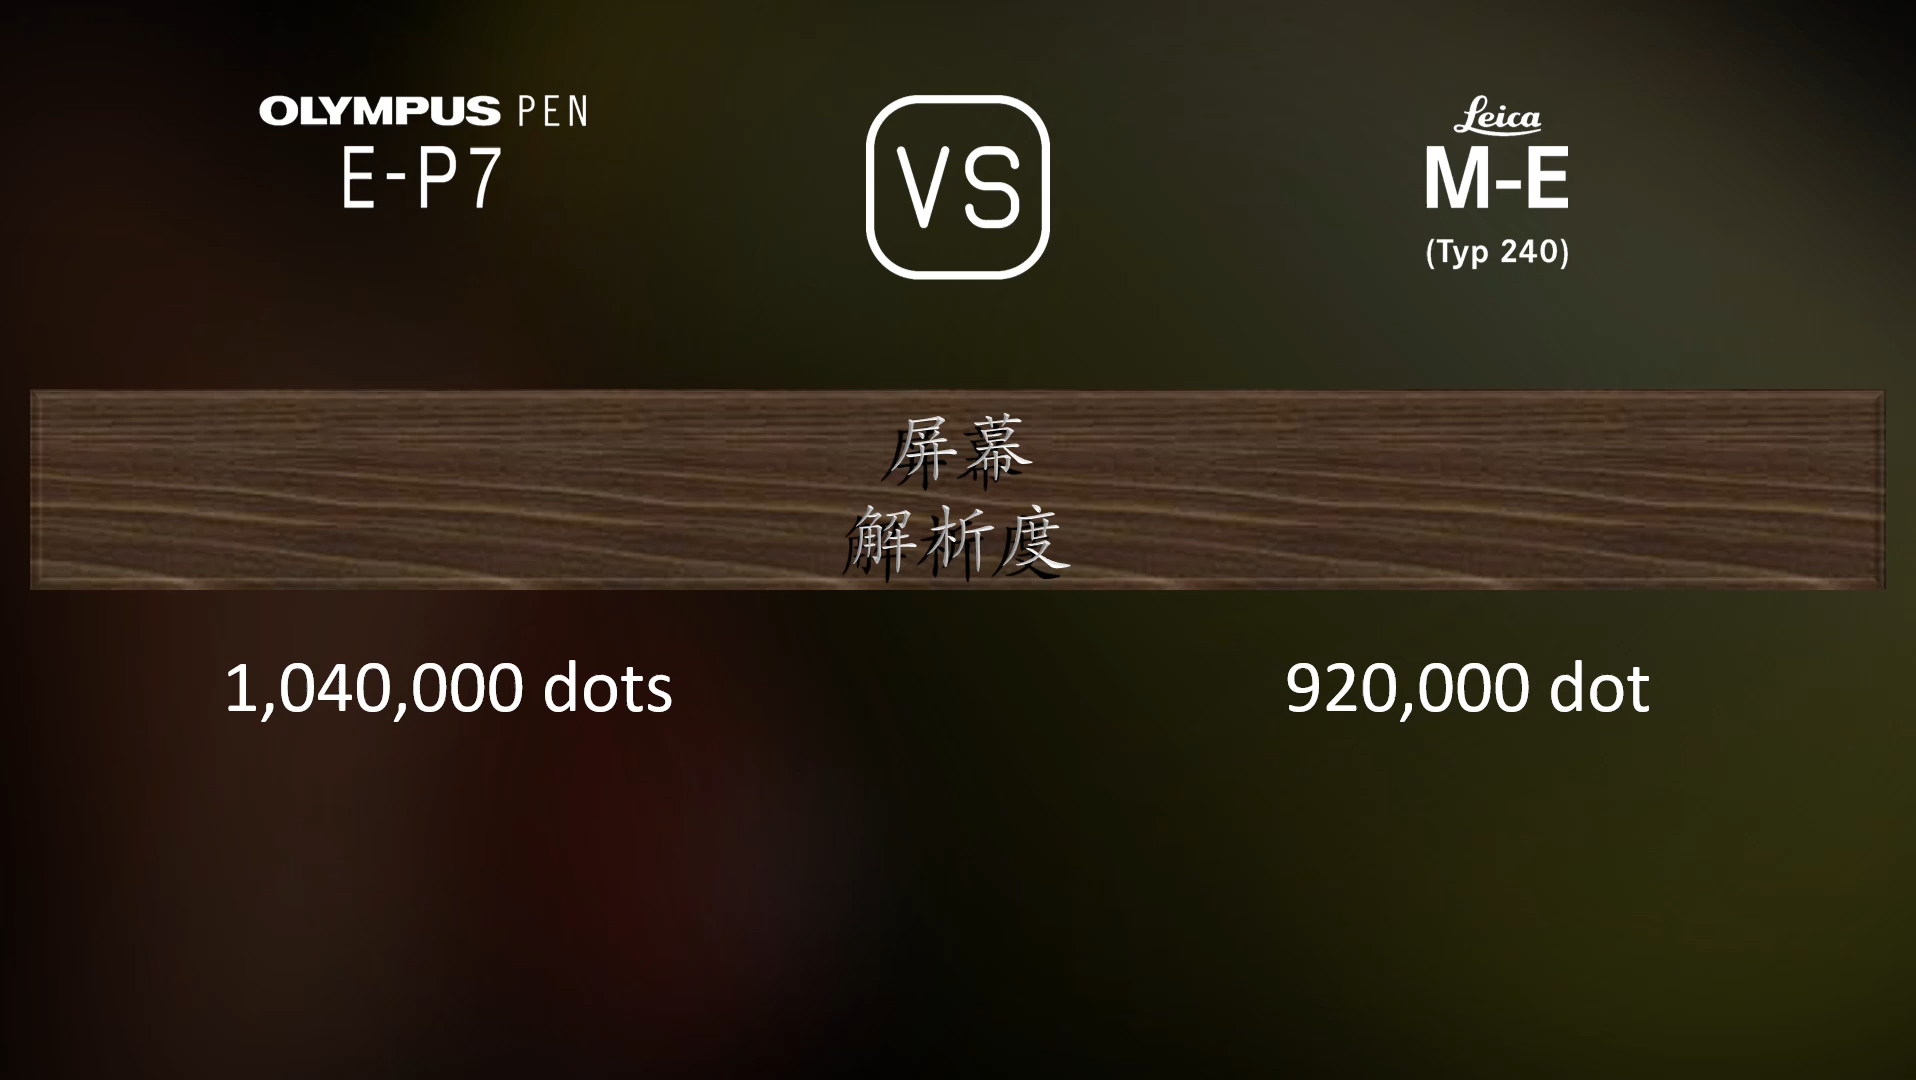 OLYMPUS PEN
E-P7
VS
Leica
M-E
(Typ 240)
屏幕
解析度
1,040,000 dots
920,000 dot